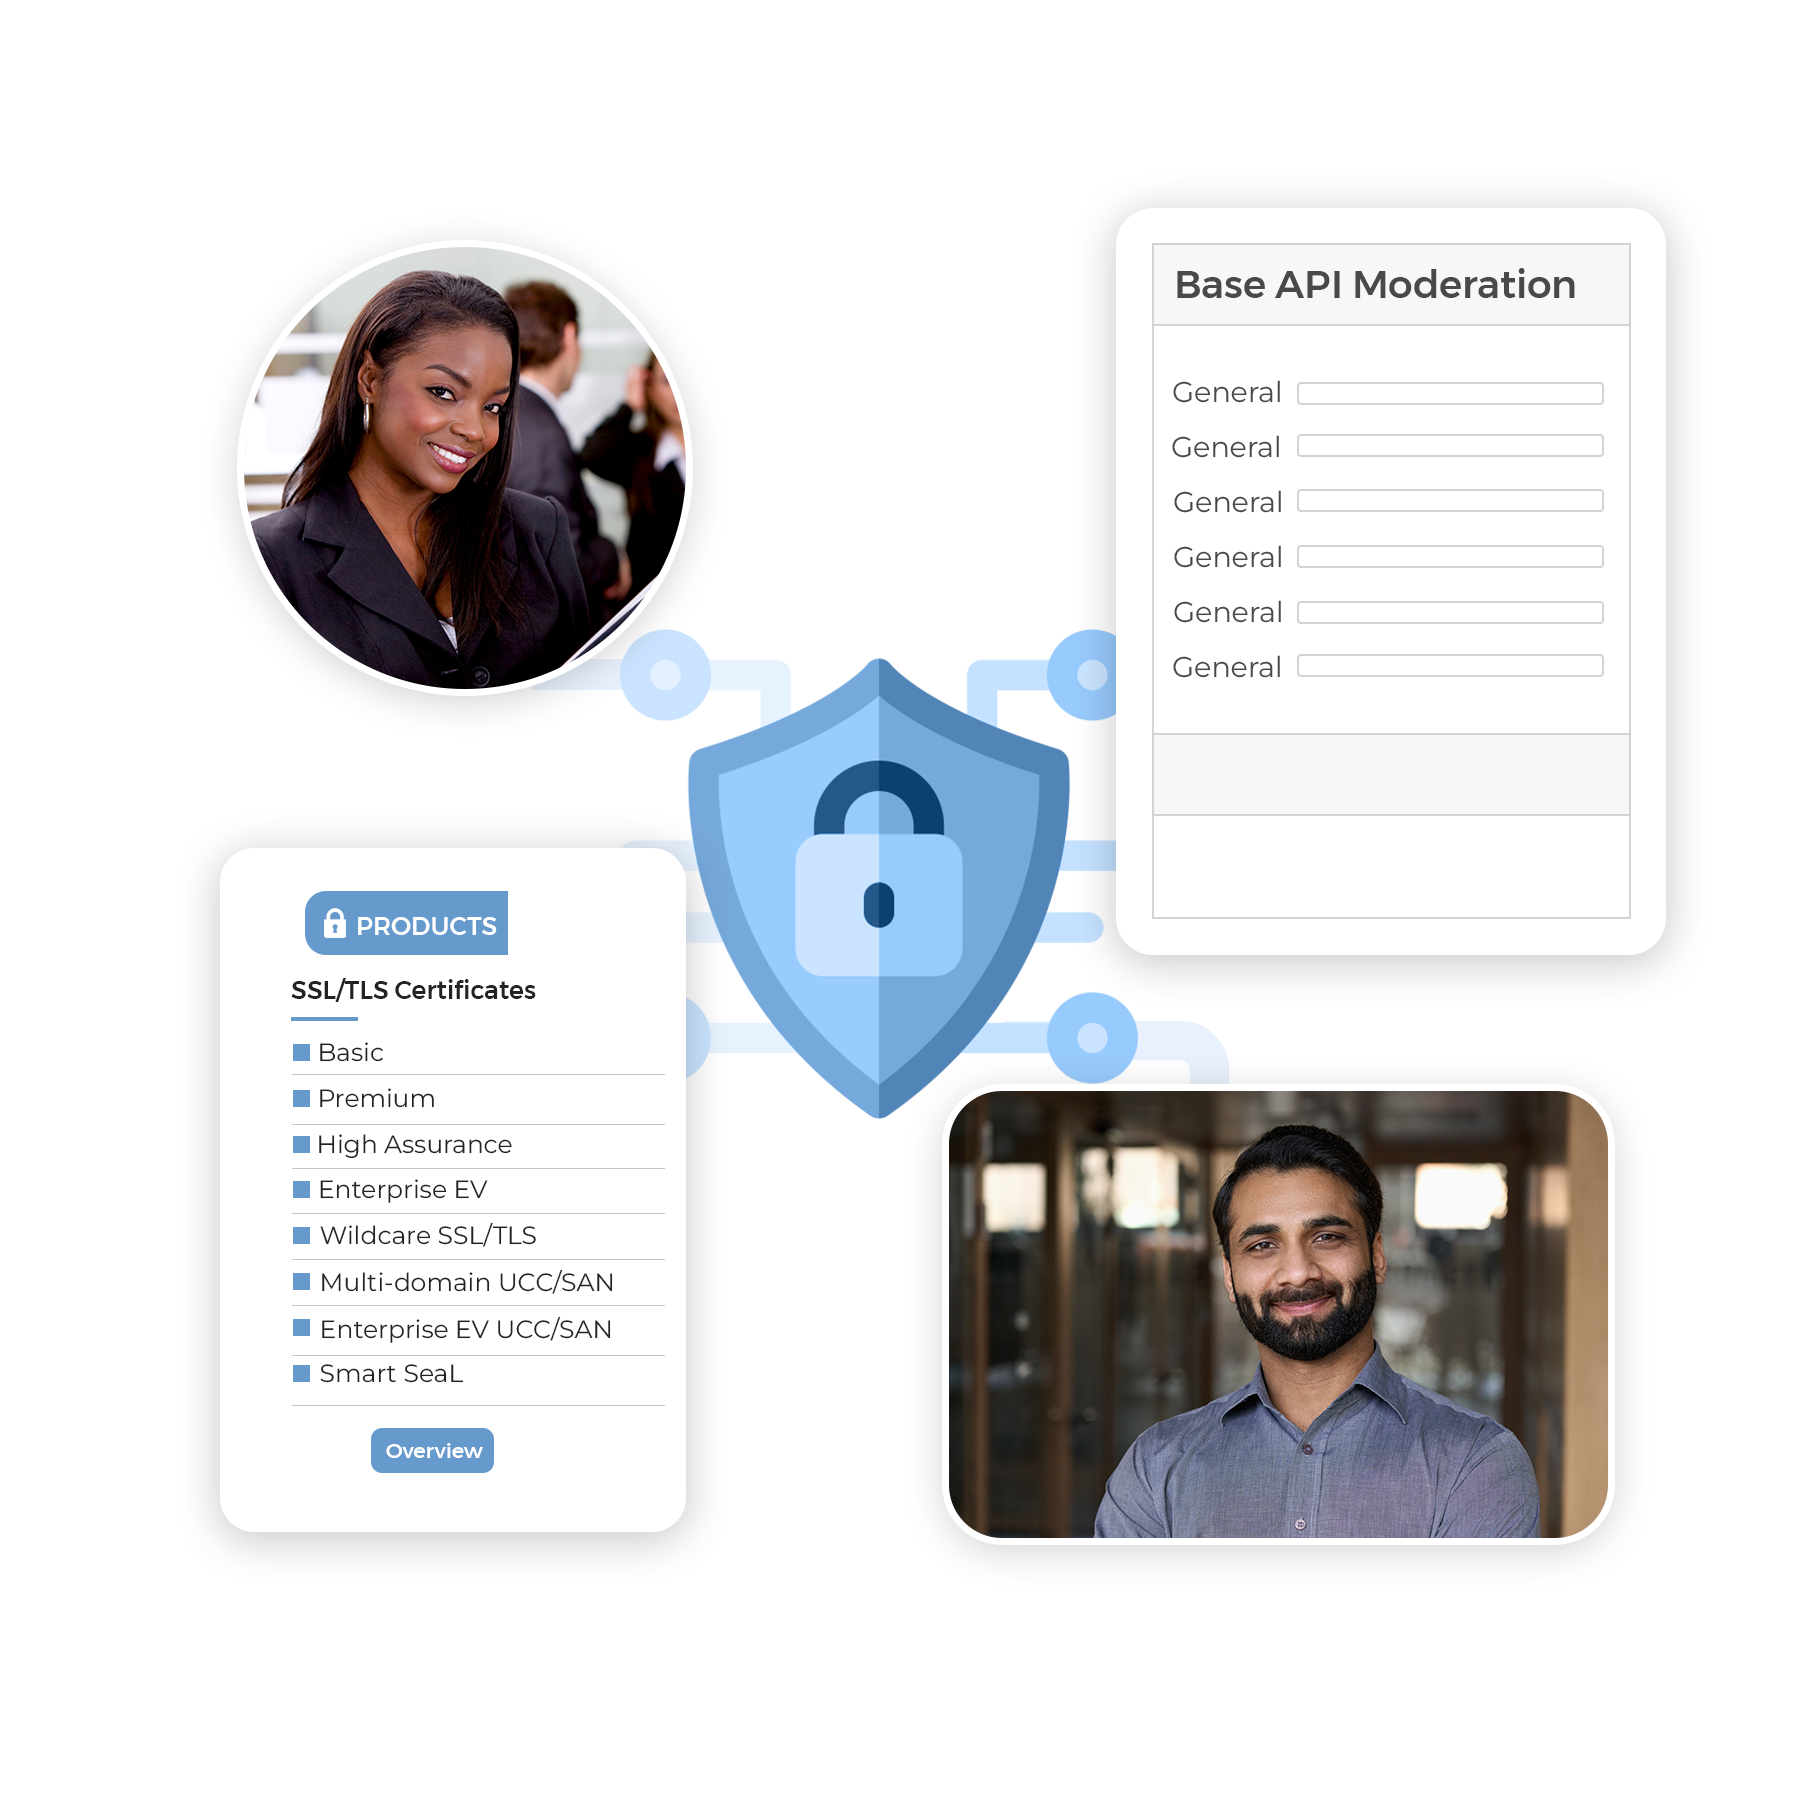 Base API Moderation
General
General
General
General
General
General
PRODUCTS
SSL/TLS Certificates
Basic
Premium
High Assurance
Enterprise EV
Wildcare SSL/TLS
Multi-domain UCC/SAN
Enterprise EV UCC/SAN
Smart SeaL
Overview